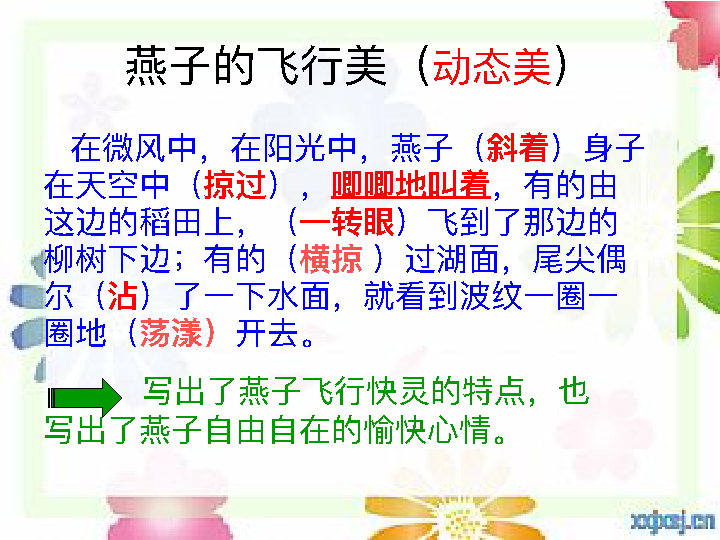 燕子的飞行美（动态美）
在微风中，在阳光中，燕子（斜着）身子
在天空中（掠过），唧唧地叫着，有的由
这边的稻田上，（一转眼）飞到了那边的
柳树下边；有的（横掠 ）过湖面，尾尖偶
尔（沾）了一下水面，就看到波纹一圈一
圈地（荡漾）开去。
写出了燕子飞行快灵的特点，也
写出了燕子自由自在的愉快心情。